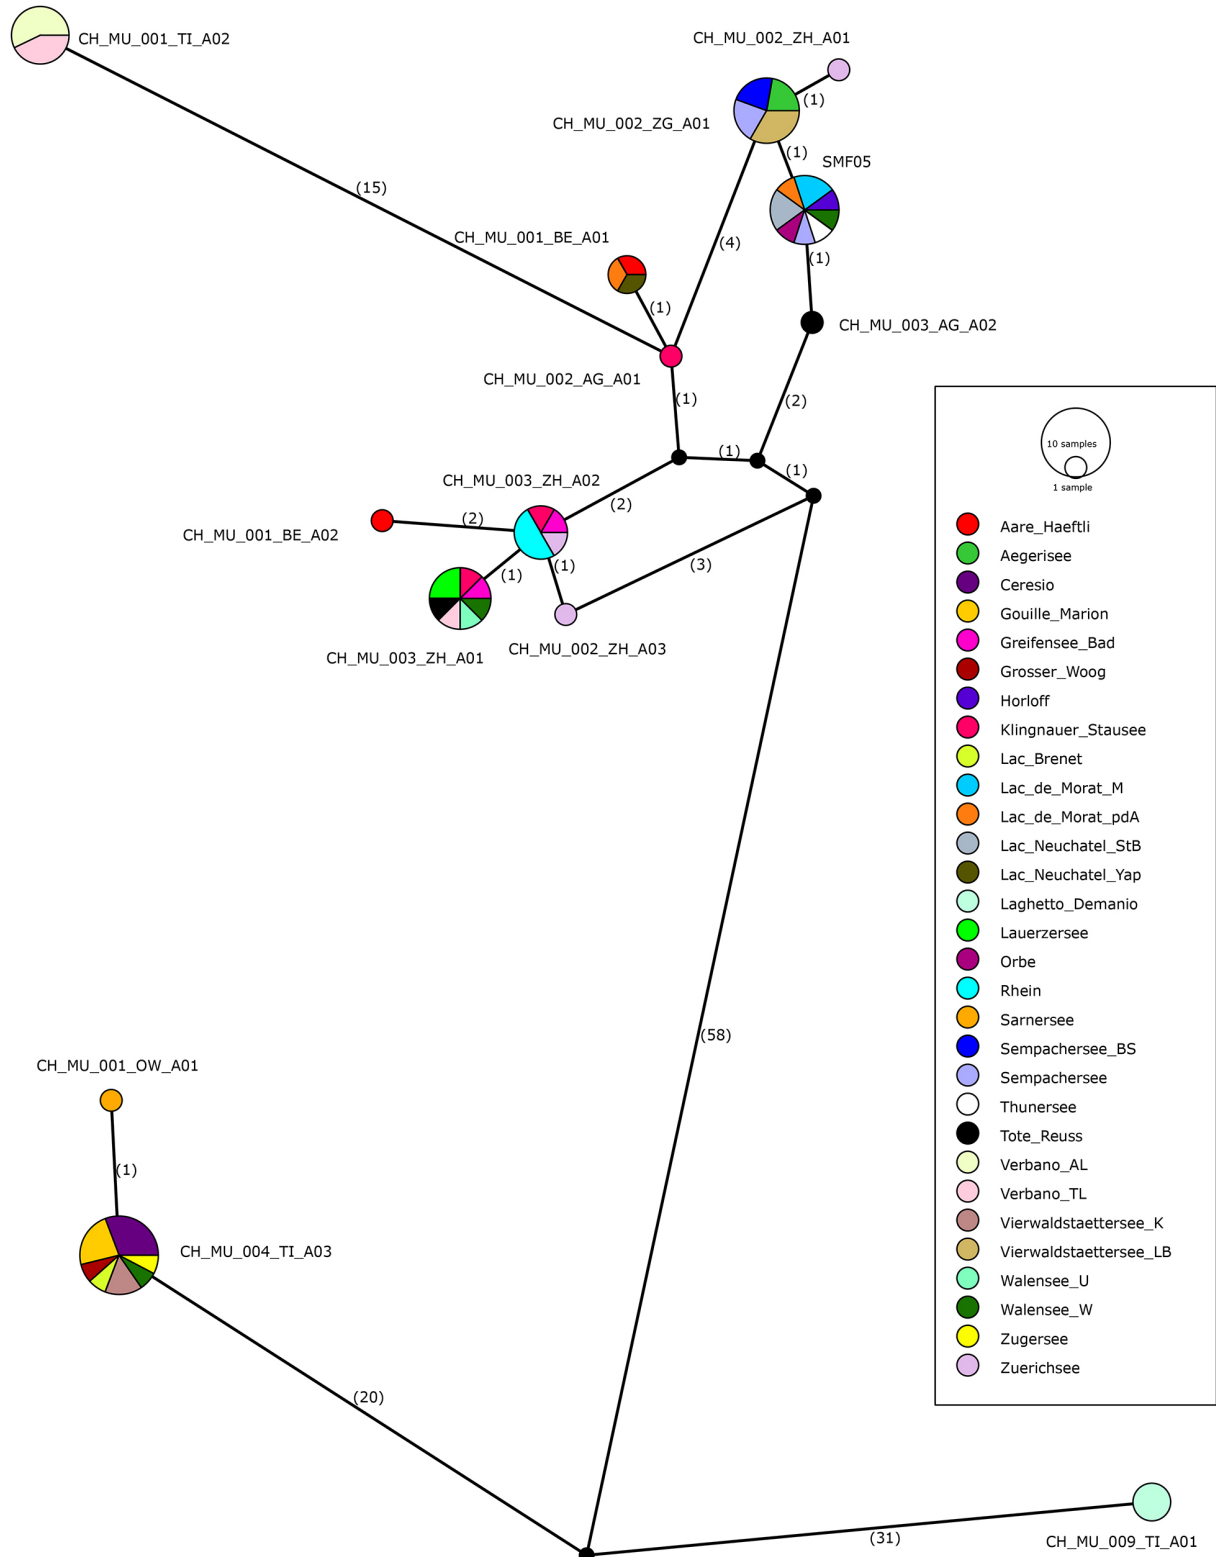 CH_MU_001_TI_A02
CH_MU_002_ZH_A01
(1)
CH_MU_002_ZG_A01
(1)
SMF05
(15)
CH_MU_001_BE_A01
(4)
(1)
(1)
CH_MU_003_AG_A02
CH_MU_002_AG_A01
(1)
(2)
(1)
(1)
CH_MU_003_ZH_A02
(2)
(2)
CH_MU_001_BE_A02
(1)
(1)
(3)
CH_MU_003_ZH_A01
CH_MU_002_ZH_A03
(58)
CH_MU_001_OW_A01
(1)
CH_MU_004_TI_A03
(20)
(31)
CH_MU_009_TI_A01
10 samples
1 sample
Aare_Haeftli
Aegerisee
Ceresio
Gouille_Marion
Greifensee_Bad
Grosser_Woog
Horloff
Klingnauer_Stausee
Lac_Brenet
Lac_de_Morat_M
Lac_de_Morat_pdA
Lac_Neuchatel_StB
Lac_Neuchatel_Yap
Laghetto_Demanio
Lauerzersee
Orbe
Rhein
Sarnersee
Sempachersee_BS
Sempachersee
Thunersee
Tote_Reuss
Verbano_AL
Verbano_TL
Vierwaldstaettersee_K
Vierwaldstaettersee_LB
Walensee_U
Walensee_W
Zugersee
Zuerichsee